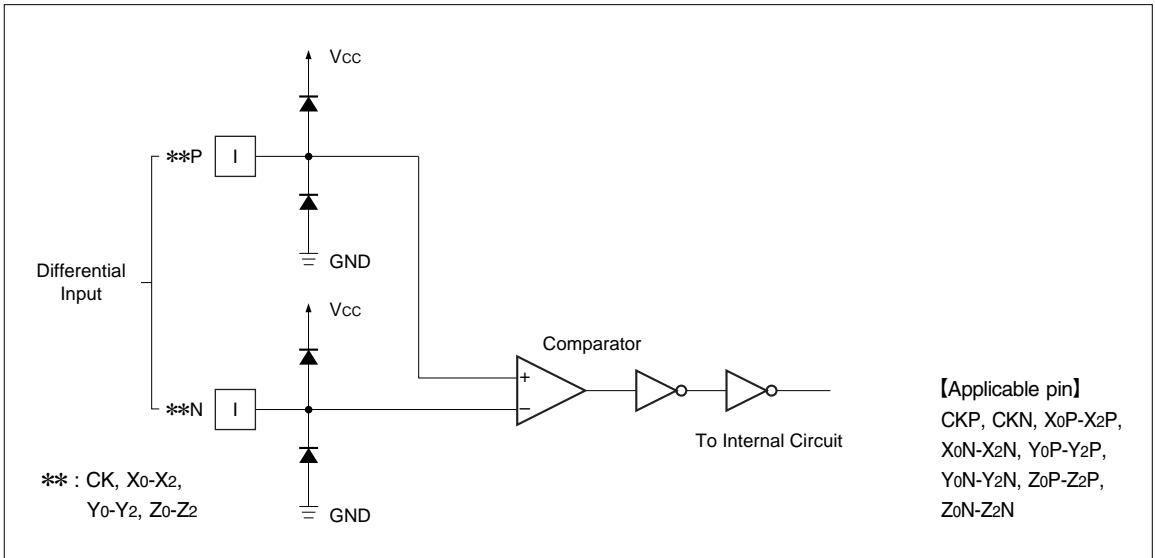 VCC
**P
I
GND
Differential
Input
VCC
Comparator
+
−
**N
I
To Internal Circuit
GND
** : CK, X0-X2,
Y0-Y2, Z0-Z2
【Applicable pin】
CKP, CKN, X0P-X2P,
X0N-X2N, Y0P-Y2P,
Y0N-Y2N, Z0P-Z2P,
Z0N-Z2N